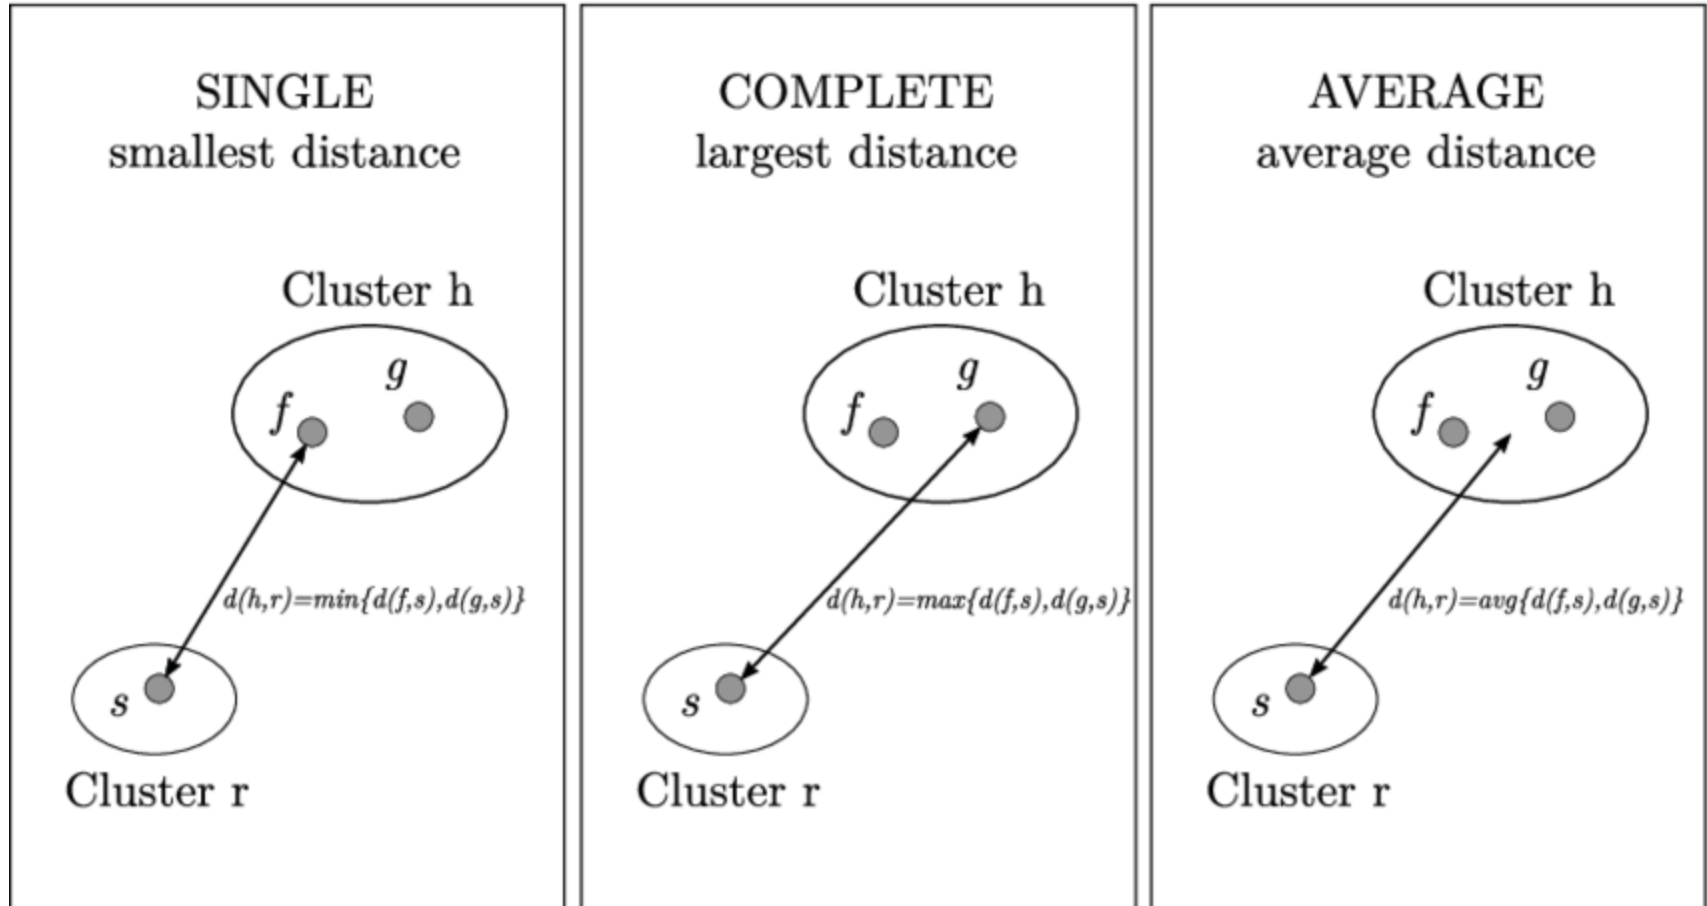 SINGLE
smallest distance
Cluster h
g
f
d(h,r)=min{d(f,s),d(g,s)}
s
Cluster r
COMPLETE
largest distance
Cluster h
g
f
d(h,r)=max{d(f,s),d(g,s)}
s
Cluster r
AVERAGE
average distance
Cluster h
g
f
d(h,r)=avg{d(f,s),d(g,s)}
s
Cluster r